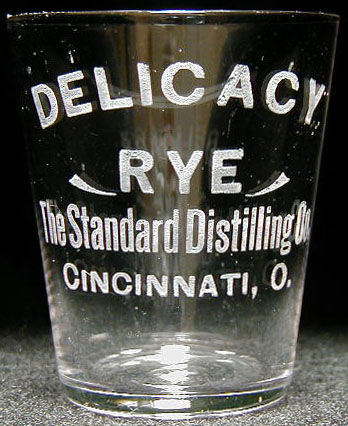 DELICACY
RYE
The Standard Distilling Co.
CINCINNATI, O.